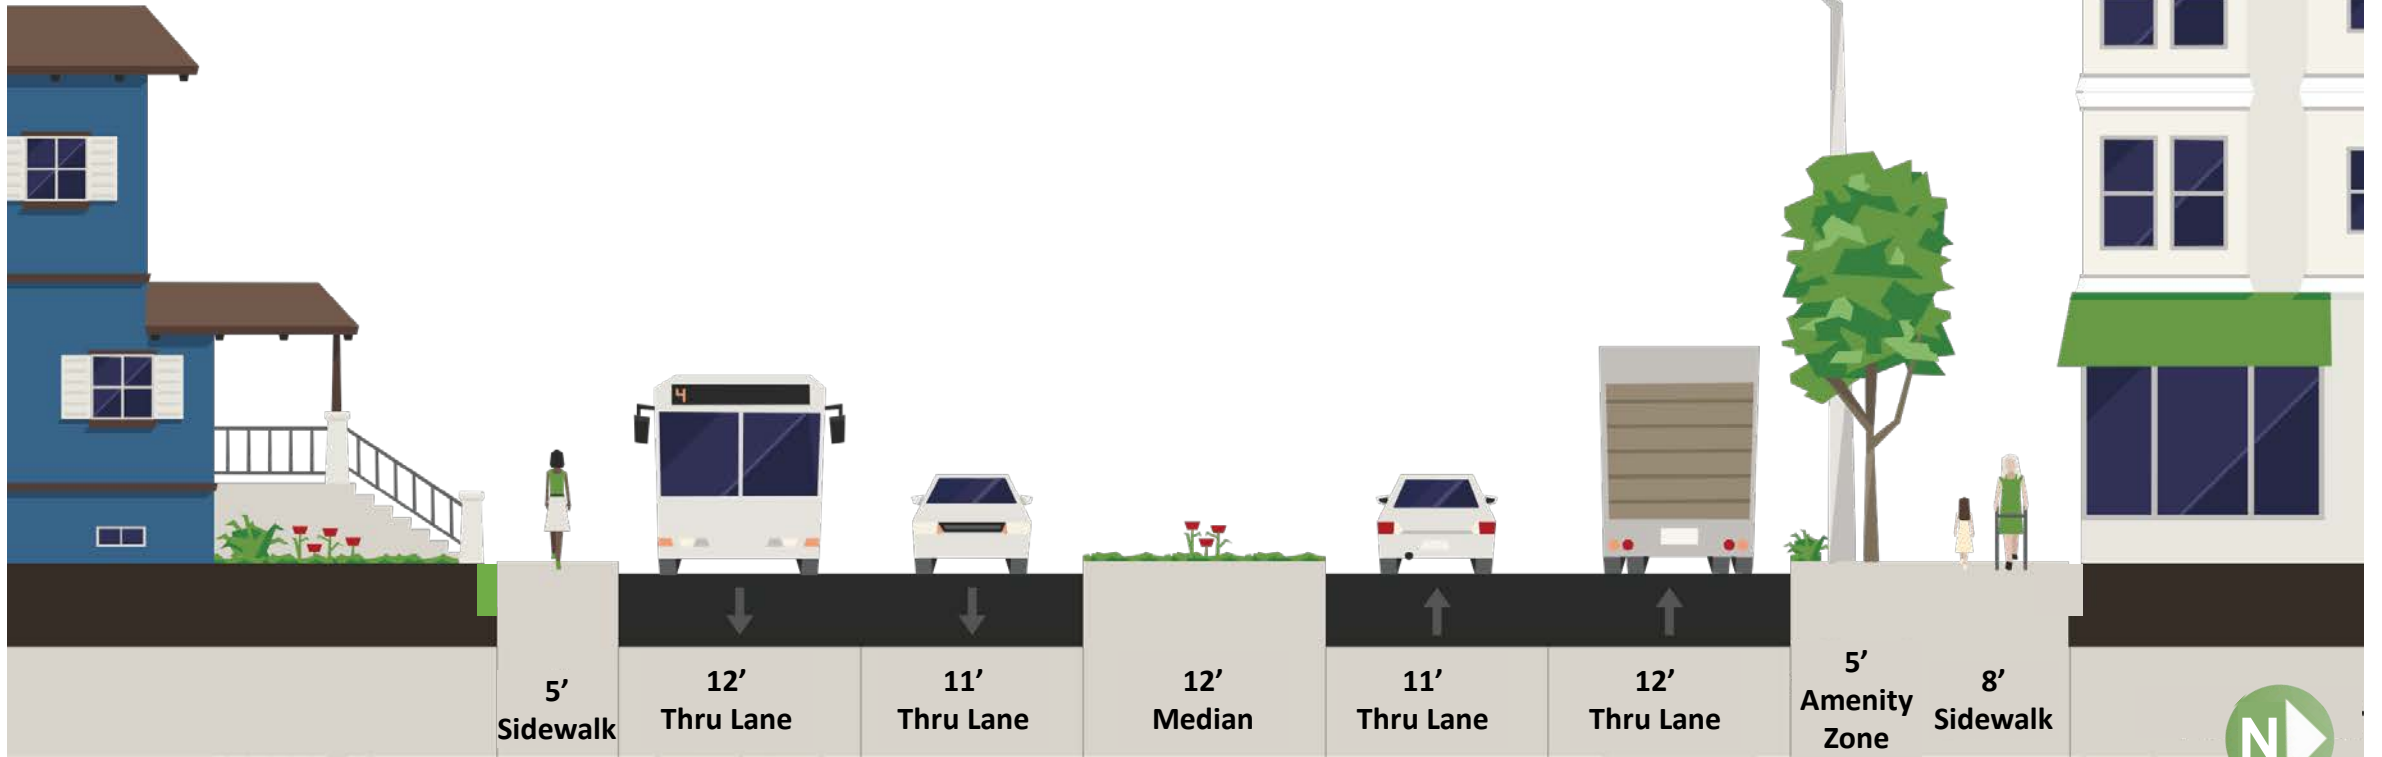 4
5’
Sidewalk
12’
Thru Lane
11’
Thru Lane
12’
Median
11’
Thru Lane
12’
Thru Lane
5’
Amenity
Zone
8’
Sidewalk
N